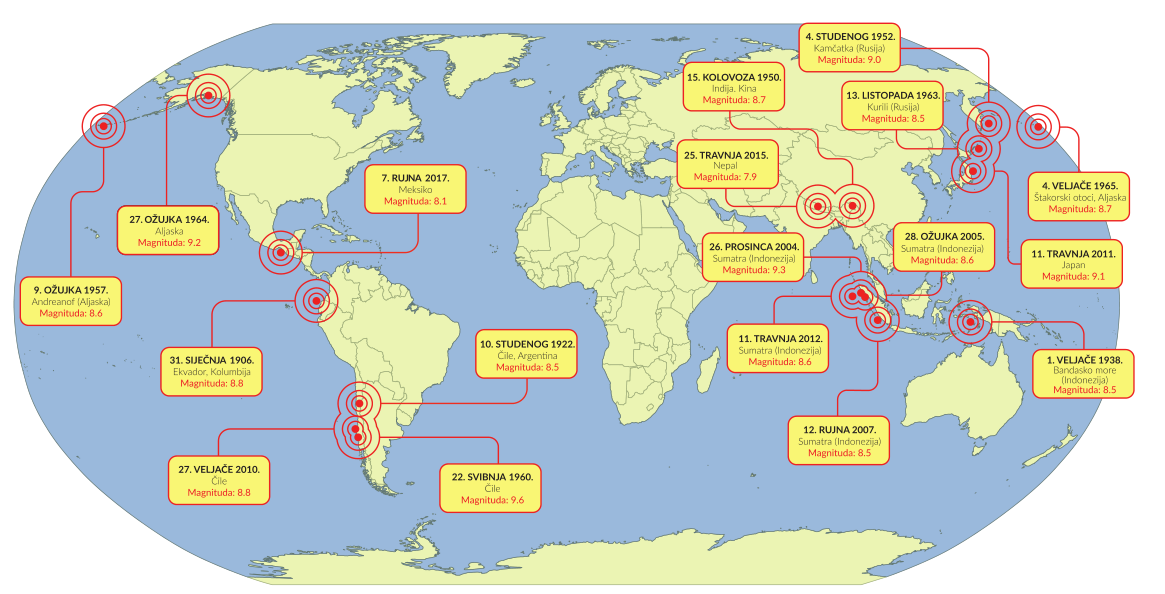 4. STUDENOG 1952.
Kamčatka (Rusija)
Magnituda: 9.0
15. KOLOVOZA 1950.
Indija, Kina
Magnituda: 8.7
13. LISTOPADA 1963.
Kurili (Rusija)
Magnituda: 8.5
25. TRAVNJA 2015.
Nepal
Magnituda: 7.9
7. RUJNA 2017.
Meksiko
Magnituda: 8.1
4. VELJAČE 1965.
Štakorski otoci, Aljaska
Magnituda: 8.7
27. OŽUJKA 1964.
Aljaska
Magnituda: 9.2
28. OŽUJKA 2005.
Sumatra (Indonezija)
Magnituda: 8.6
26. PROSINCA 2004.
Sumatra (Indonezija)
Magnituda: 9.3
11. TRAVNJA 2011.
Japan
Magnituda: 9.1
9. OŽUJKA 1957.
Andreanof (Aljaska)
Magnituda: 8.6
11. TRAVNJA 2012.
Sumatra (Indonezija)
Magnituda: 8.6
10. STUDENOG 1922.
Čile, Argentina
Magnituda: 8.5
31. SIJEČNJA 1906.
Ekvador, Kolumbija
Magnituda: 8.8
1. VELJAČE 1938.
Bandasko more
(Indonezija)
Magnituda: 8.5
12. RUJNA 2007.
Sumatra (Indonezija)
Magnituda: 8.5
27. VELJAČE 2010.
Čile
Magnituda: 8.8
22. SVIBNJA 1960.
Čile
Magnituda: 9.6